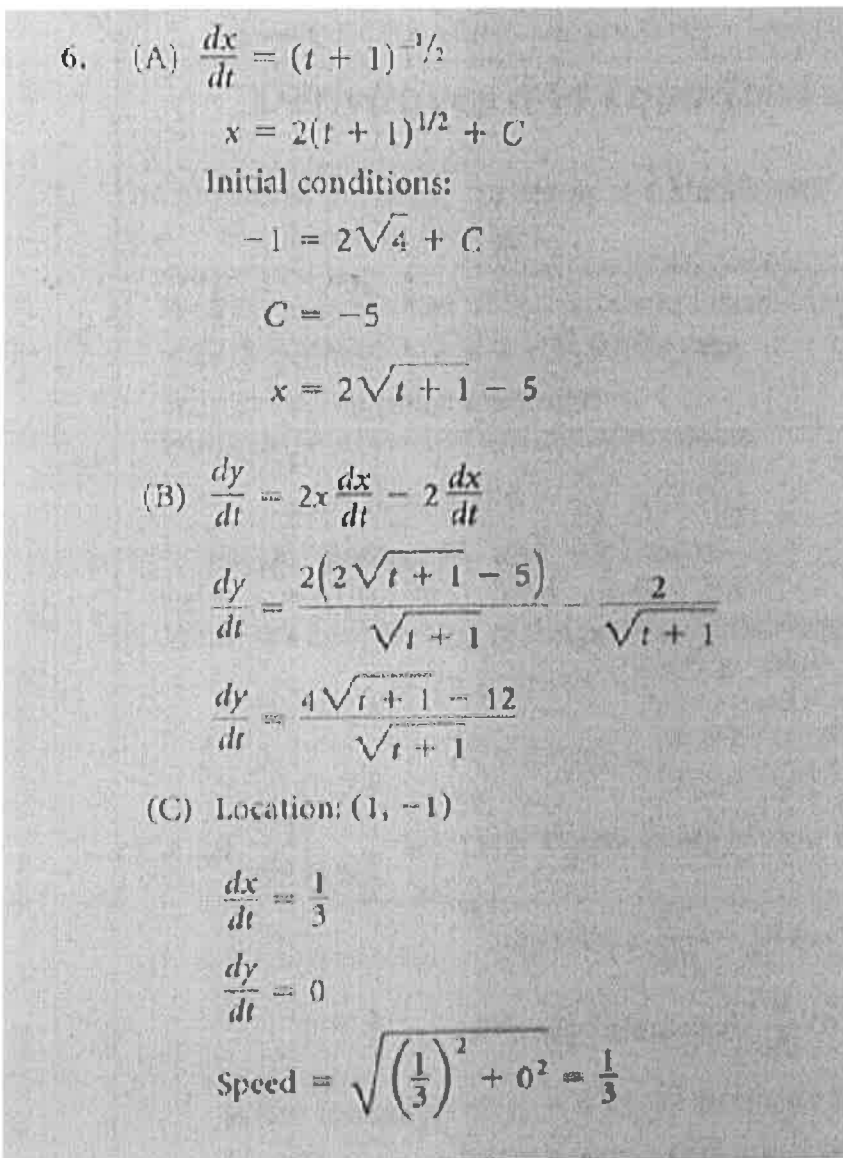 6. (A) dx/dt = (t + 1)^(-1/2)
x = 2(t + 1)^(1/2) + C
Initial conditions:
-1 = 2√4 + C
C = -5
x = 2√(t + 1) - 5
(B) dy/dt = 2x dx/dt - 2 dx/dt
dy/dt = 2(2√(t + 1) - 5)/√(t + 1) - 2/√(t + 1)
dy/dt = (4√(t + 1) - 12)/√(t + 1)
(C) Location: (1, -1)
dx/dt = 1/3
dy/dt = 0
Speed = √((1/3)^2 + 0^2) = 1/3